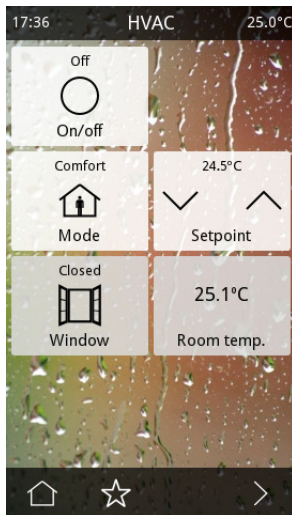 17:36 HVAC 25.0°C
Off
On/off
Comfort
Mode
24.5°C
Setpoint
Closed
Window
25.1°C
Room temp.